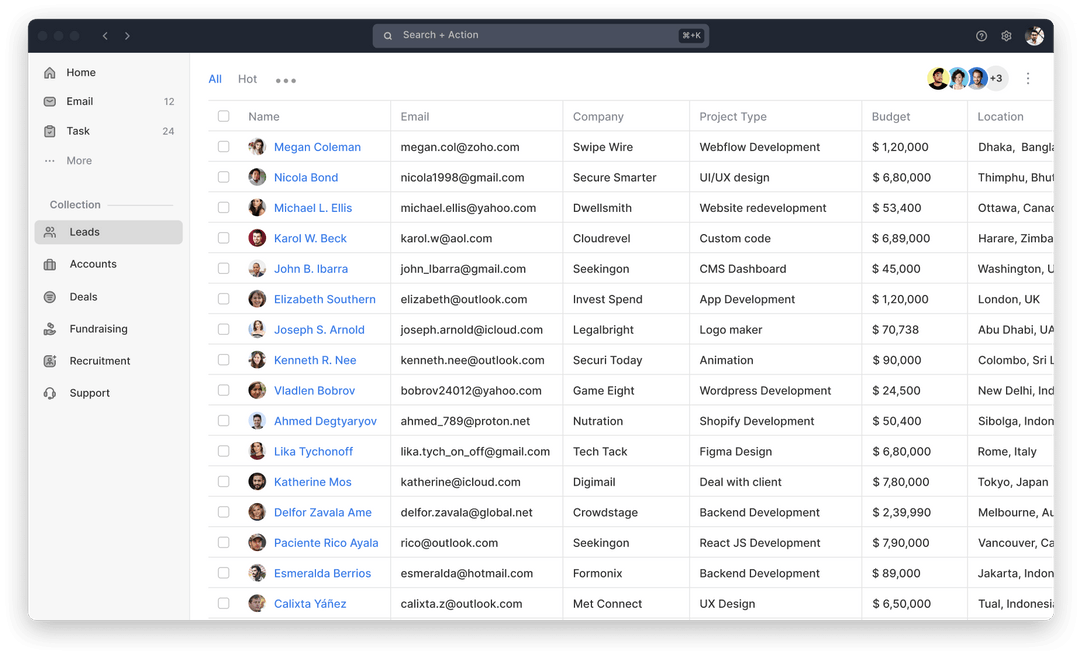 Search + Action ⌘+K
Home
Email 12
Task 24
More
Collection
Leads
Accounts
Deals
Fundraising
Recruitment
Support
All Hot +3
Name Email Company Project Type Budget Location
Megan Coleman megan.col@zoho.com Swipe Wire Webflow Development $ 1,20,000 Dhaka, Bangla
Nicola Bond nicola1998@gmail.com Secure Smarter UI/UX design $ 6,80,000 Thimphu, Bhut
Michael L. Ellis michael.ellis@yahoo.com Dwellsmith Website redevelopment $ 53,400 Ottawa, Canad
Karol W. Beck karol.w@aol.com Cloudrevel Custom code $ 6,89,000 Harare, Zimba
John B. Ibarra john_Ibarra@gmail.com Seekingon CMS Dashboard $ 45,000 Washington, U
Elizabeth Southern elizabeth@outlook.com Invest Spend App Development $ 1,20,000 London, UK
Joseph S. Arnold joseph.arnold@icloud.com Legalbright Logo maker $ 70,738 Abu Dhabi, UA
Kenneth R. Nee kenneth.nee@outlook.com Securi Today Animation $ 90,000 Colombo, Sri L
Vladlen Bobrov bobrov24012@yahoo.com Game Eight Wordpress Development $ 24,500 New Delhi, Ind
Ahmed Degtyaryov ahmed_789@proton.net Nutration Shopify Development $ 50,400 Sibolga, Indon
Lika Tychonoff lika.tych_on_off@gmail.com Tech Tack Figma Design $ 6,80,000 Rome, Italy
Katherine Mos katherine@icloud.com Digimail Deal with client $ 7,80,000 Tokyo, Japan
Delfor Zavala Ame delfor.zavala@global.net Crowdstage Backend Development $ 2,39,990 Melbourne, Au
Paciente Rico Ayala rico@outlook.com Seekingon React JS Development $ 7,90,000 Vancouver, Ca
Esmeralda Berrios esmeralda@hotmail.com Formonix Backend Development $ 89,000 Jakarta, Indon
Calixta Yáñez calixta.z@outlook.com Met Connect UX Design $ 6,50,000 Tual, Indonesi